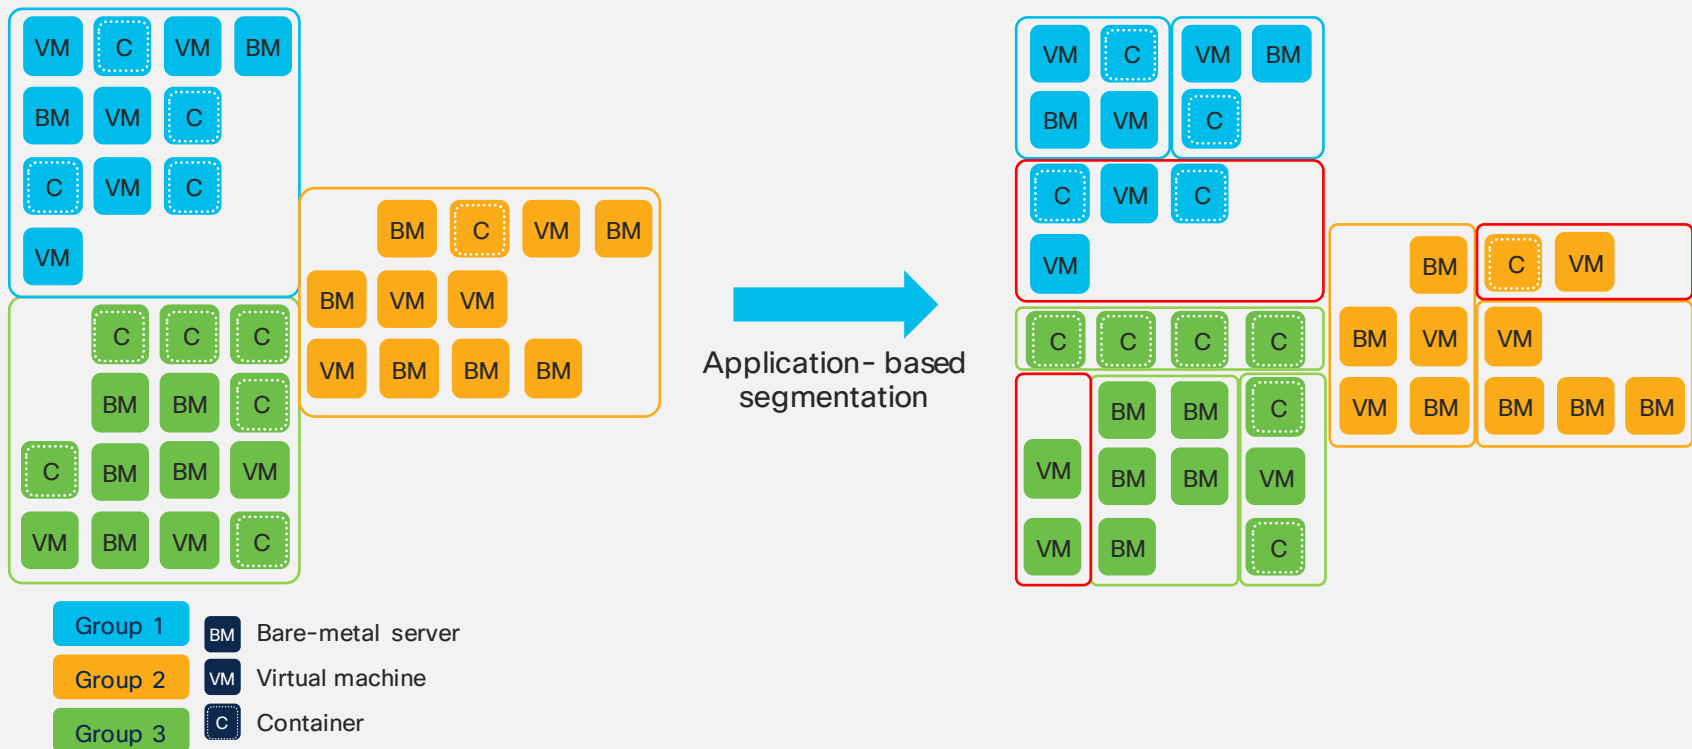 VM C VM BM
BM VM C
C VM C
VM
BM C VM BM
BM VM VM
VM BM BM BM
C C C
BM BM C
C BM BM VM
VM BM VM C
Application- based
segmentation
VM C VM BM
BM VM C
C VM C
VM
BM C VM
BM VM VM
VM BM BM BM BM
C C C C
BM BM C
VM BM BM VM
VM BM C
Group 1
Group 2
Group 3
BM Bare-metal server
VM Virtual machine
C Container